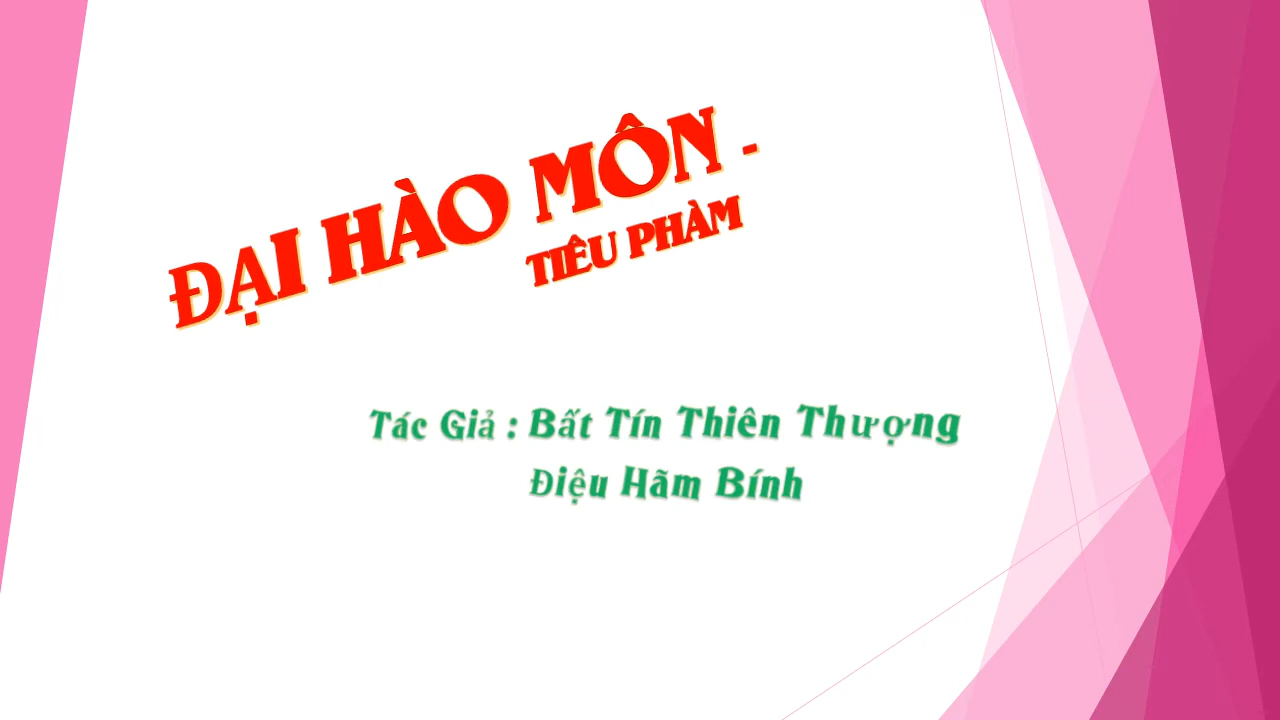 ĐẠI HÀO MÔN -
TIÊU PHÀM
Tác Giả : Bất Tín Thiên Thượng
Điệu Hãm Bính